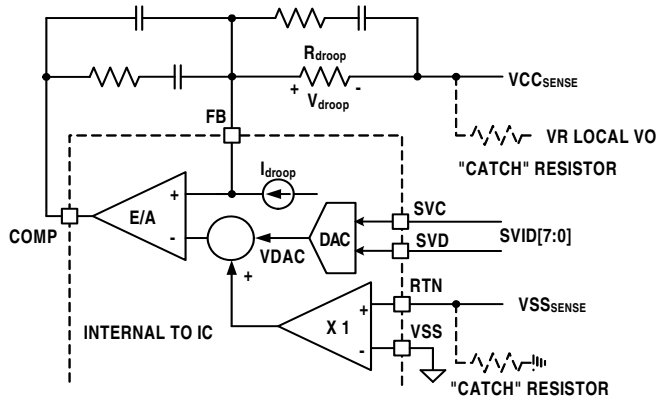 Rdroop
+ Vdroop -
VCCSENSE
FB
VR LOCAL VO
"CATCH" RESISTOR
Idroop
+
E/A
-
COMP
VDAC
DAC
SVC
SVD
SVID[7:0]
+
RTN
+
X 1
-
VSS
VSSSENSE
INTERNAL TO IC
"CATCH" RESISTOR